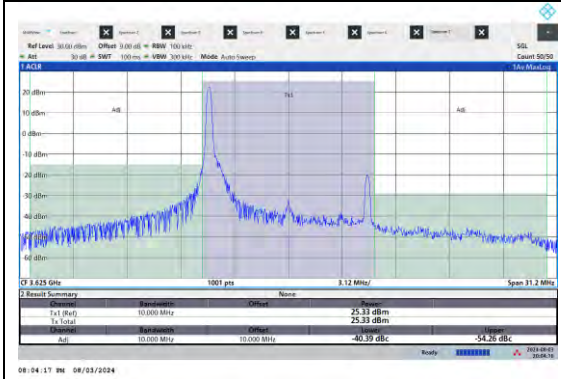 Ref Level 30.00 dBm Offset 9.00 dB RBW 100 kHz SGL
Att 30 dB SWT 100 ms VBW 300 kHz Mode Auto Sweep Count 50/50
1 ACLR 1Av MaxLog
Tx1
20 dBm
10 dBm
Adj Adj
0 dBm
-10 dBm
-20 dBm
-30 dBm
-40 dBm
-60 dBm
CF 3.625 GHz 1001 pts 3.12 MHz/ Span 31.2 MHz
2 Result Summary None
Channel Bandwidth Offset Power
Tx1 (Ref) 10.000 MHz 25.33 dBm
Tx Total 25.33 dBm
Channel Bandwidth Offset Lower Upper
Adj 10.000 MHz 10.000 MHz -40.39 dBc -54.26 dBc
Ready
08:04:17 PM 08/03/2024